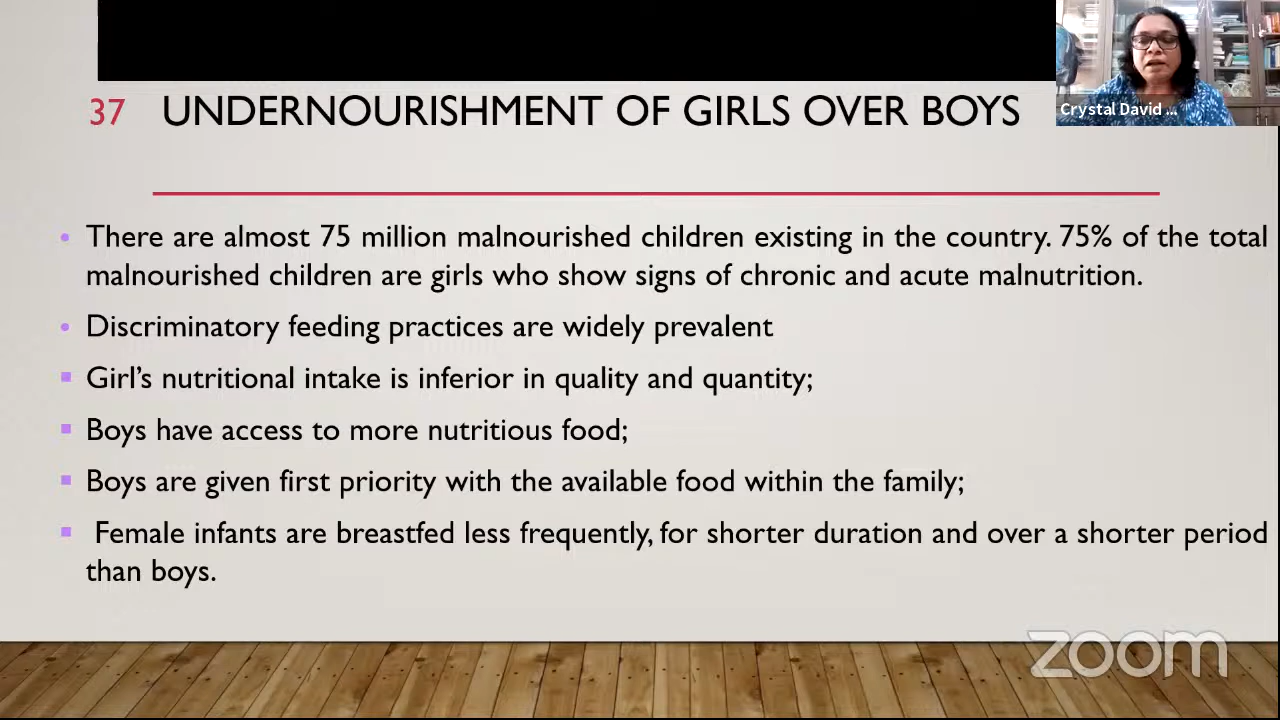 Crystal David ...
37 UNDERNOURISHMENT OF GIRLS OVER BOYS
• There are almost 75 million malnourished children existing in the country. 75% of the total
malnourished children are girls who show signs of chronic and acute malnutrition.
• Discriminatory feeding practices are widely prevalent
▪ Girl’s nutritional intake is inferior in quality and quantity;
▪ Boys have access to more nutritious food;
▪ Boys are given first priority with the available food within the family;
▪ Female infants are breastfed less frequently, for shorter duration and over a shorter period
than boys.
zoom